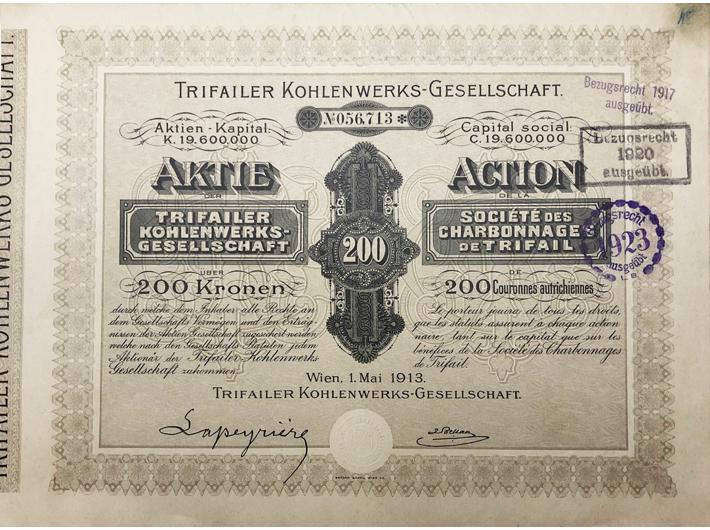 TRIFAILER KOHLENWERKS-GESELLSCHAFT.
TRIFAILER KOHLENWERKS-GESELLSCHAFT.
№056,713
Bezugsrecht 1917
ausgeübt.
Bezugsrecht
1920
ausgeübt.
Bezugsrecht
1923
ausgeübt
Aktien-Kapital:
K. 19.600.000
AKTIE
DER
TRIFAILER
KOHLENWERKS-
GESELLSCHAFT
ÜBER
200 Kronen
durch welche dem Inhaber alle Rechte an
dem Gesellschafts Vermögen und den Erträg-
nissen der Aktien Gesellschaft zugesichert werden
welche nach den Gesellschafts Statuten jedem
Aktionär der Trifailer Kohlenwerks
Gesellschaft zukommen.
200
Capital social:
C. 19.600.000
ACTION
DE LA
SOCIÉTÉ DES
CHARBONNAGES
DE TRIFAIL
DE
200 Couronnes autrichiennes
Le porteur jouira de tous les droits,
que les statuts assurent à chaque action
naire, tant sur le capital que sur les
bénéfices de la Société des Charbonnages
de Trifail.
Wien, 1. Mai 1913.
TRIFAILER KOHLENWERKS-GESELLSCHAFT.
Lapeyrière